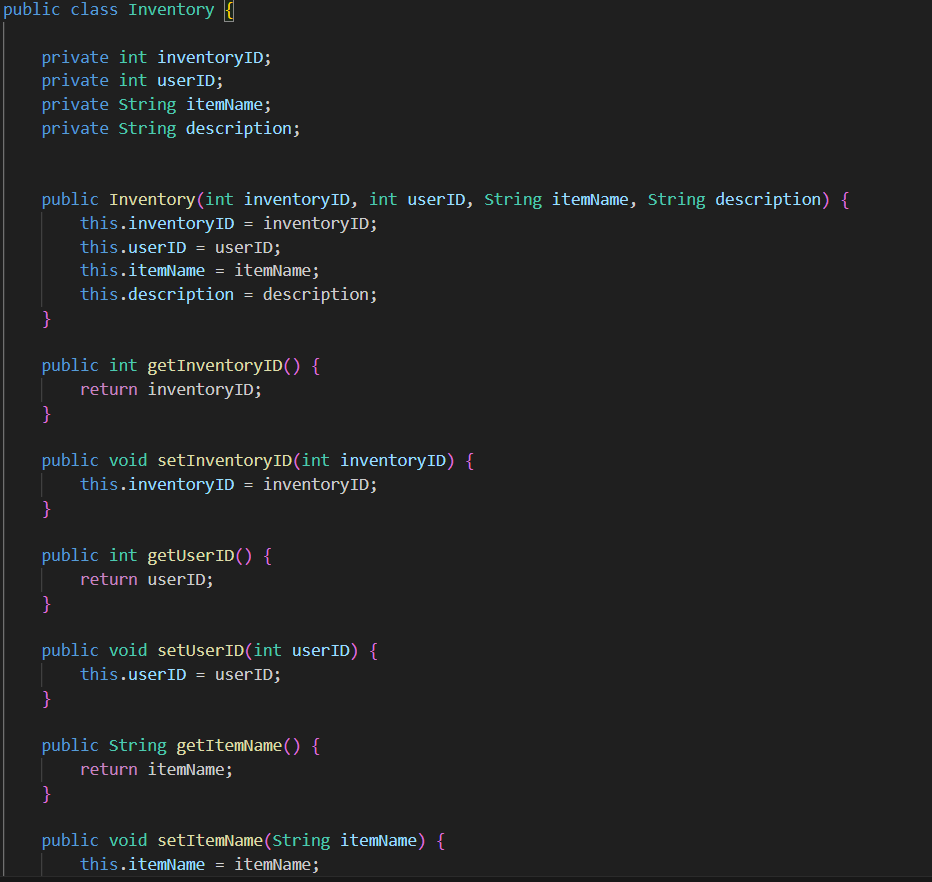 public class Inventory {
private int inventoryID;
private int userID;
private String itemName;
private String description;
public Inventory(int inventoryID, int userID, String itemName, String description) {
this.inventoryID = inventoryID;
this.userID = userID;
this.itemName = itemName;
this.description = description;
}
public int getInventoryID() {
return inventoryID;
}
public void setInventoryID(int inventoryID) {
this.inventoryID = inventoryID;
}
public int getUserID() {
return userID;
}
public void setUserID(int userID) {
this.userID = userID;
}
public String getItemName() {
return itemName;
}
public void setItemName(String itemName) {
this.itemName = itemName;